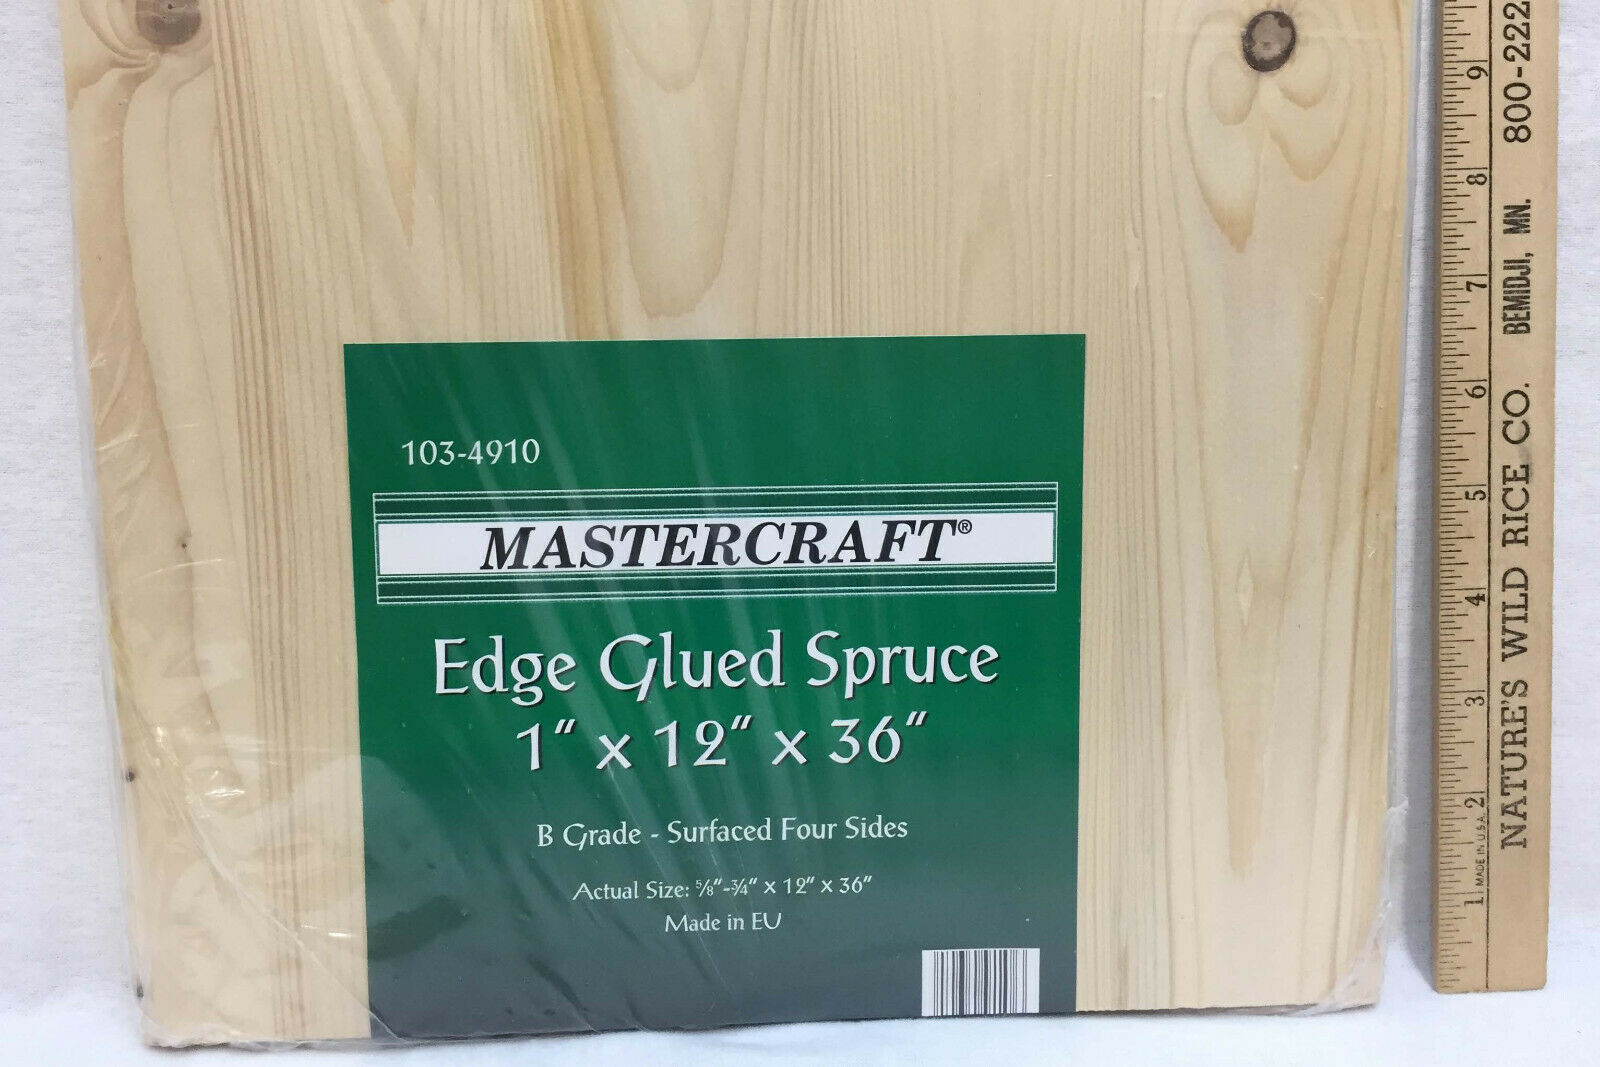 103-4910
MASTERCRAFT®
Edge Glued Spruce
1" x 12" x 36"
B Grade - Surfaced Four Sides
Actual Size: ⅝"-¾" x 12" x 36"
Made in EU
NATURE'S WILD RICE CO. BEMIDJI, MN. 800-222
MADE IN U.S.A.
1 2 3 4 5 6 7 8 9